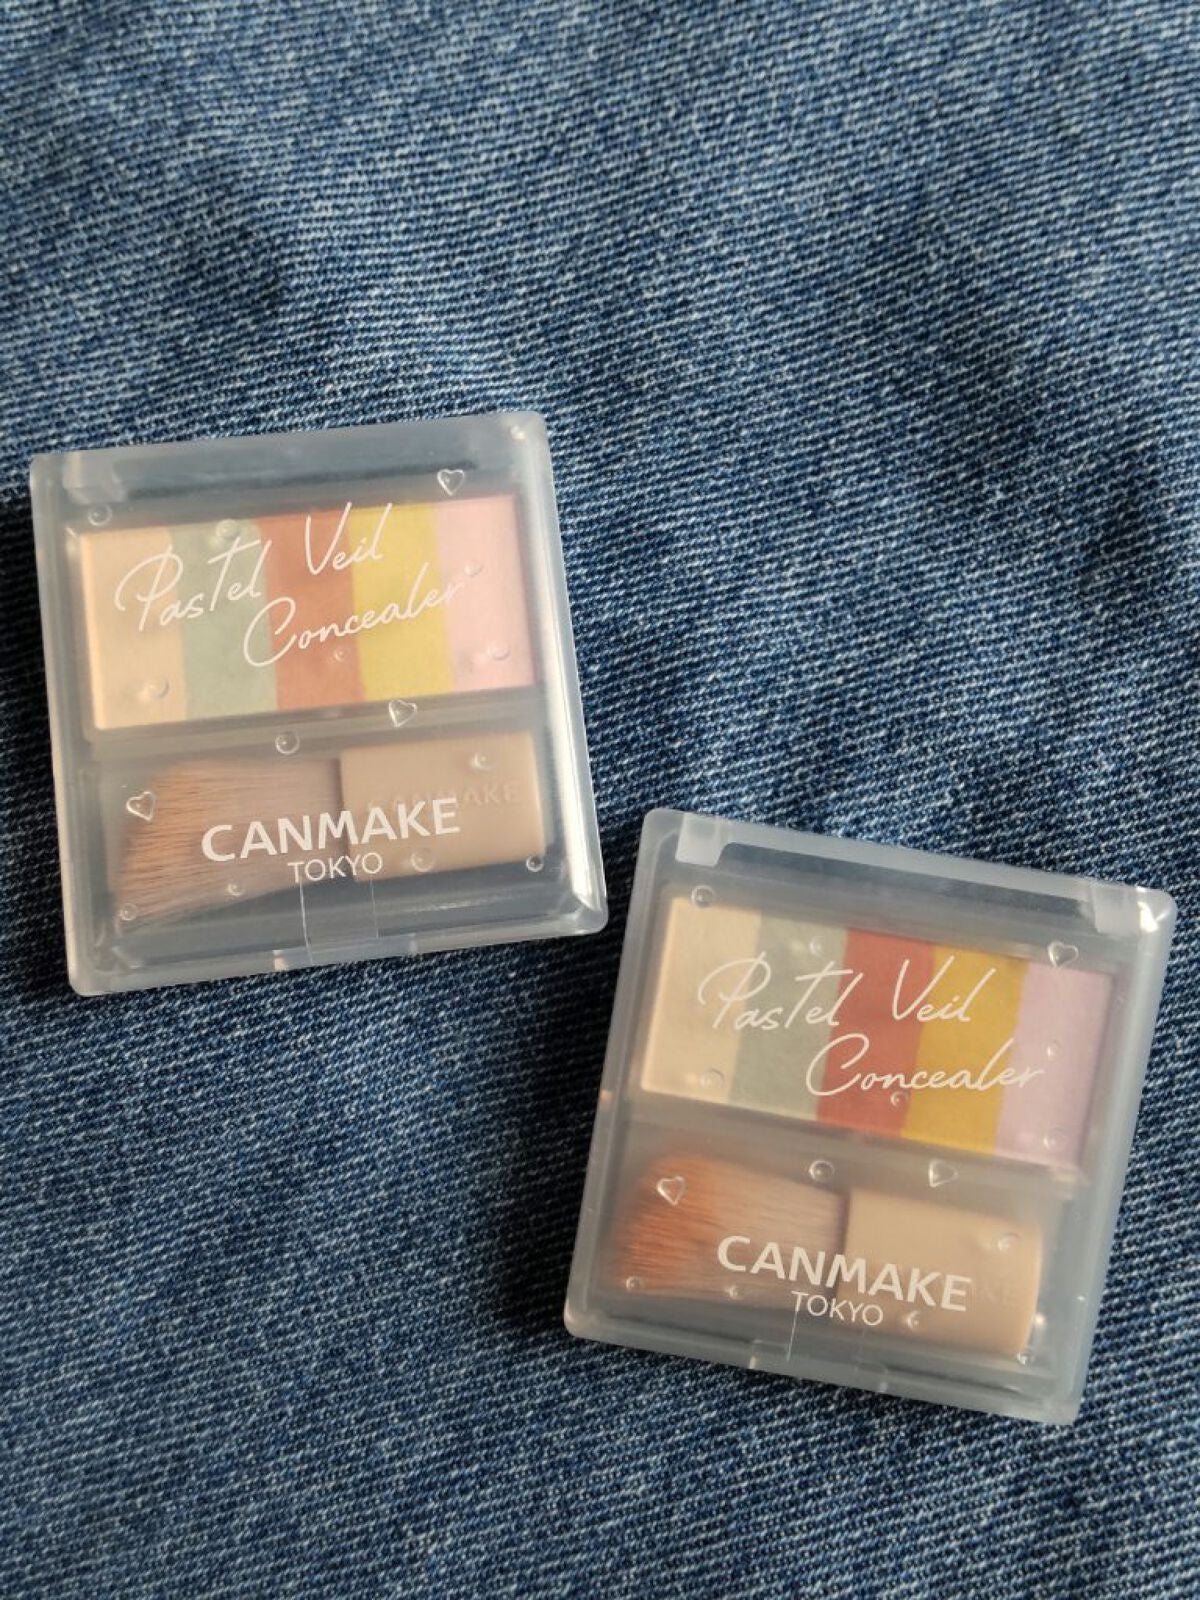 Pastel Veil
Concealer
CANMAKE
TOKYO
Pastel Veil
Concealer
CANMAKE
TOKYO